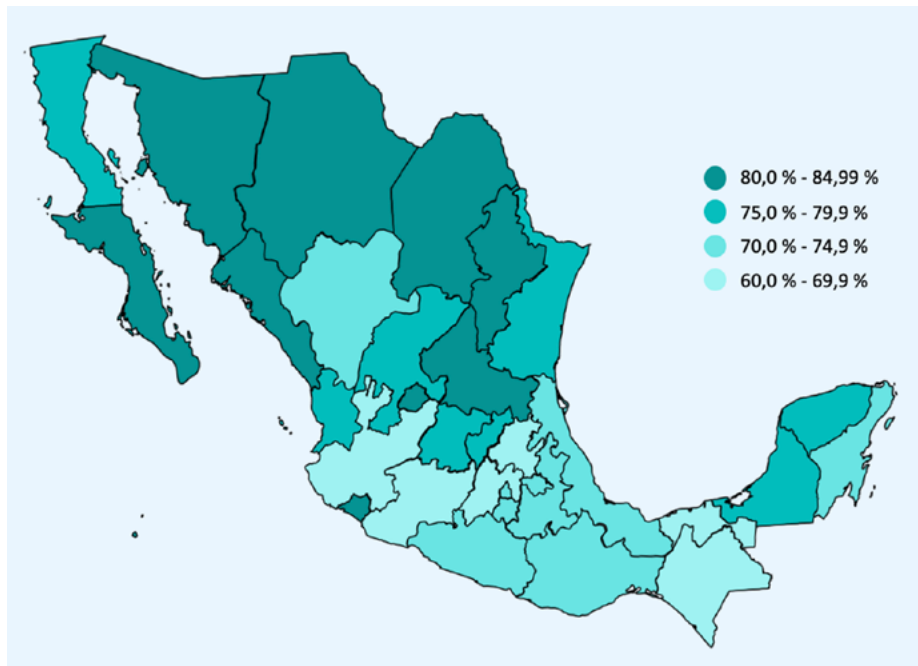 80,0 % - 84,99 %
75,0 % - 79,9 %
70,0 % - 74,9 %
60,0 % - 69,9 %